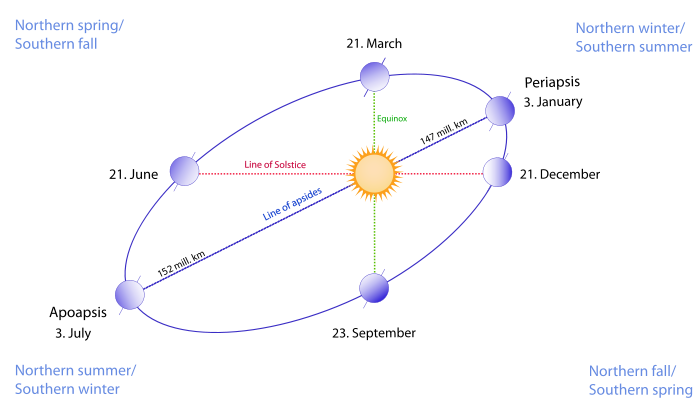 Northern spring/
Southern fall
21. March
Northern winter/
Southern summer
Periapsis
3. January
Equinox
147 mill. km
21. June
Line of Solstice
21. December
Line of apsides
152 mill. km
Apoapsis
3. July
23. September
Northern summer/
Southern winter
Northern fall/
Southern spring